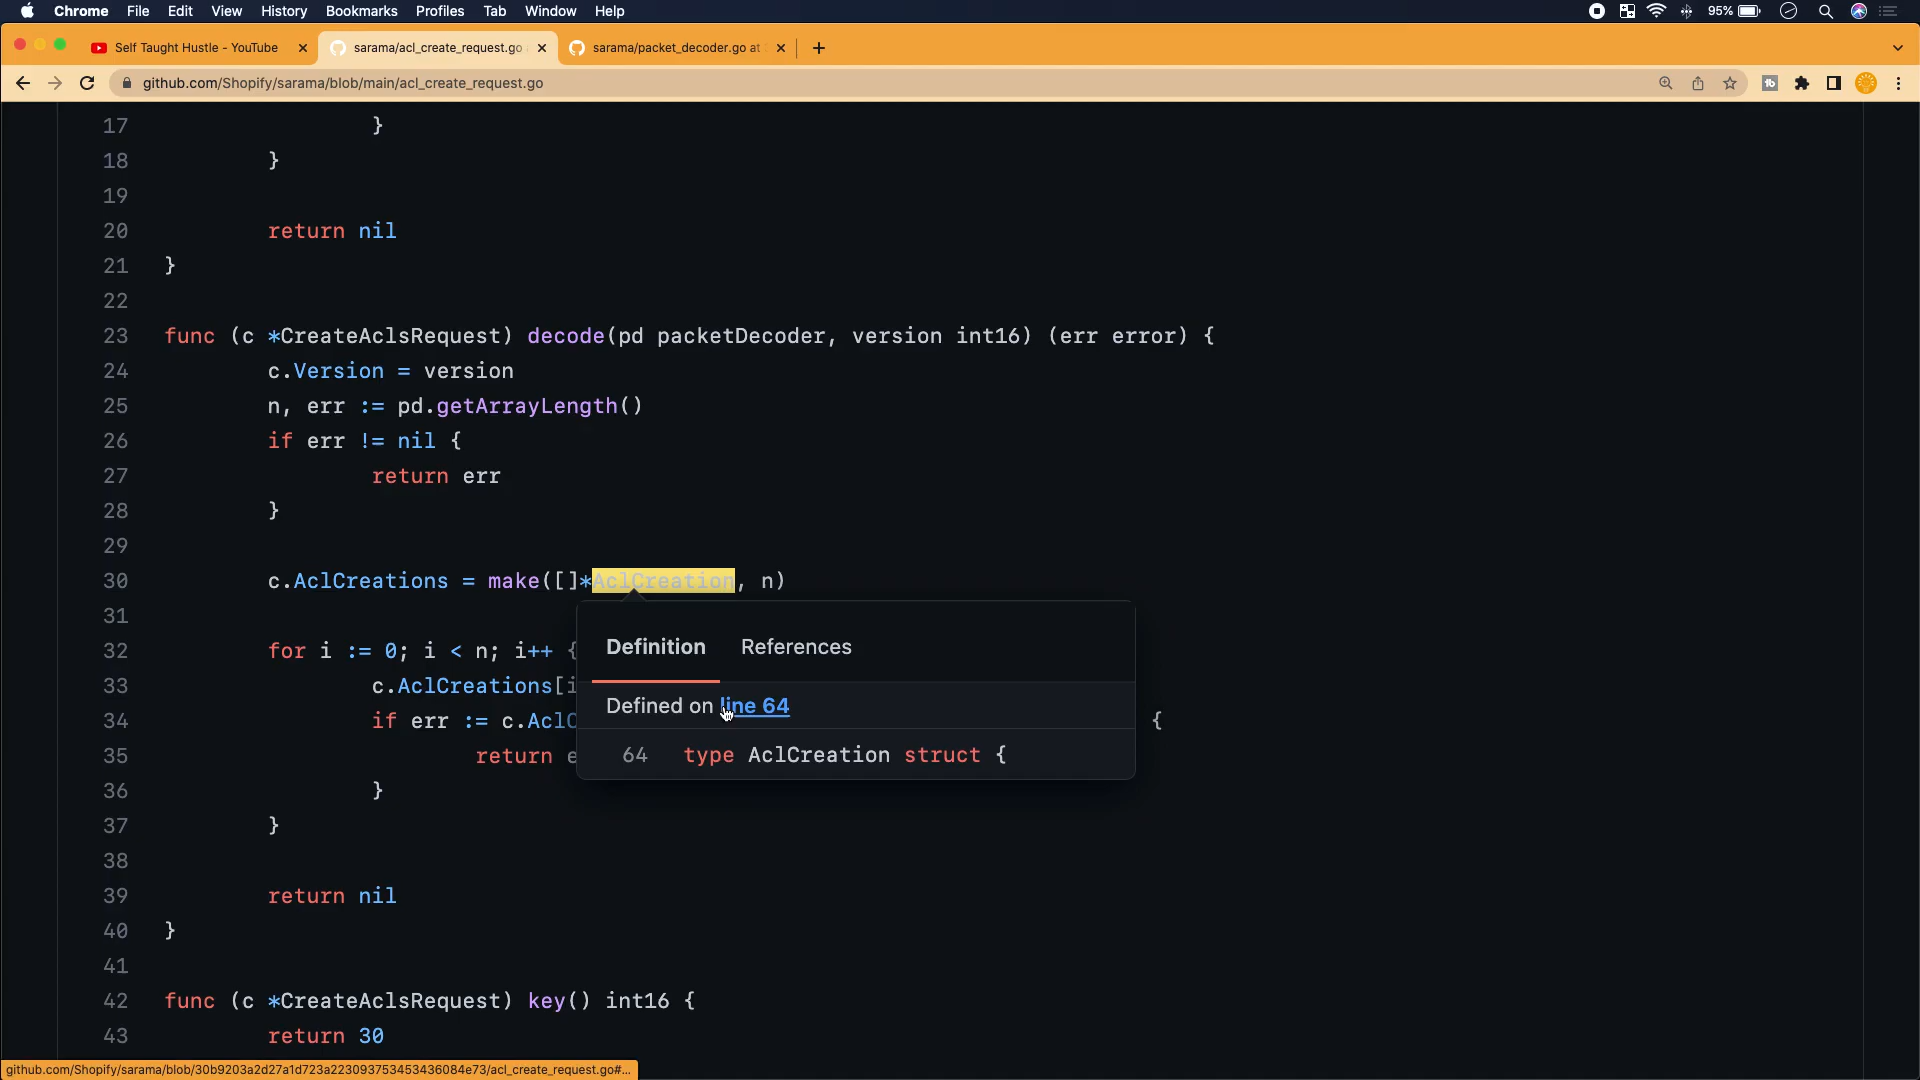 Chrome File Edit View History Bookmarks Profiles Tab Window Help 95%
Self Taught Hustle - YouTube sarama/acl_create_request.go sarama/packet_decoder.go at
github.com/Shopify/sarama/blob/main/acl_create_request.go
17 }
18 }
19
20 return nil
21 }
22
23 func (c *CreateAclsRequest) decode(pd packetDecoder, version int16) (err error) {
24 c.Version = version
25 n, err := pd.getArrayLength()
26 if err != nil {
27 return err
28 }
29
30 c.AclCreations = make([]*AclCreation, n)
31
32 for i := 0; i < n; i++ {
33 c.AclCreations[i
34 if err := c.AclC {
35 return e
36 }
37 }
38
39 return nil
40 }
41
42 func (c *CreateAclsRequest) key() int16 {
43 return 30
Definition References
Defined on line 64
64 type AclCreation struct {
github.com/Shopify/sarama/blob/30b9203a2d27a1d723a223093753453436084e73/acl_create_request.go#...